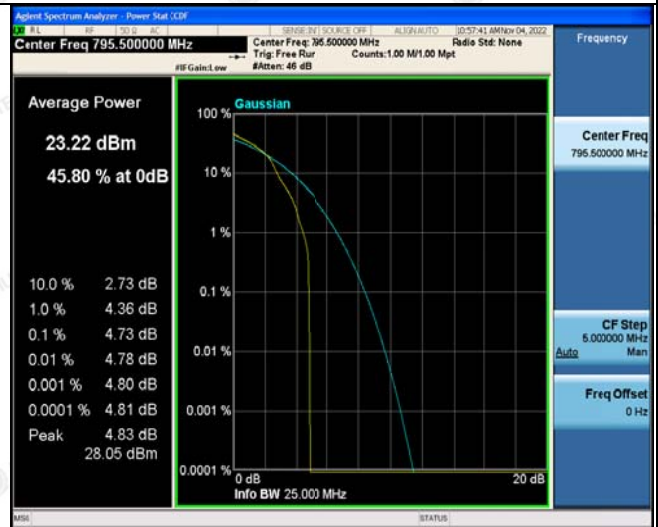 Agilent Spectrum Analyzer - Power Stat CCDF
RL RF 50 Ω AC SENSE:INT SOURCE OFF ALIGN AUTO 10:57:41 AM Nov 04, 2022
Center Freq 795.500000 MHz
Center Freq: 795.500000 MHz Radio Std: None
Trig: Free Run Counts:1.00 M/1.00 Mpt
#IFGain:Low #Atten: 46 dB
Frequency
Average Power
23.22 dBm
45.80 % at 0dB
10.0 % 2.73 dB
1.0 % 4.36 dB
0.1 % 4.73 dB
0.01 % 4.78 dB
0.001 % 4.80 dB
0.0001 % 4.81 dB
Peak 4.83 dB
28.05 dBm
Gaussian
100 %
10 %
1 %
0.1 %
0.01 %
0.001 %
0.0001 %
0 dB 20 dB
Info BW 25.000 MHz
Center Freq
795.500000 MHz
CF Step
5.000000 MHz
Auto Man
Freq Offset
0 Hz
MSG STATUS